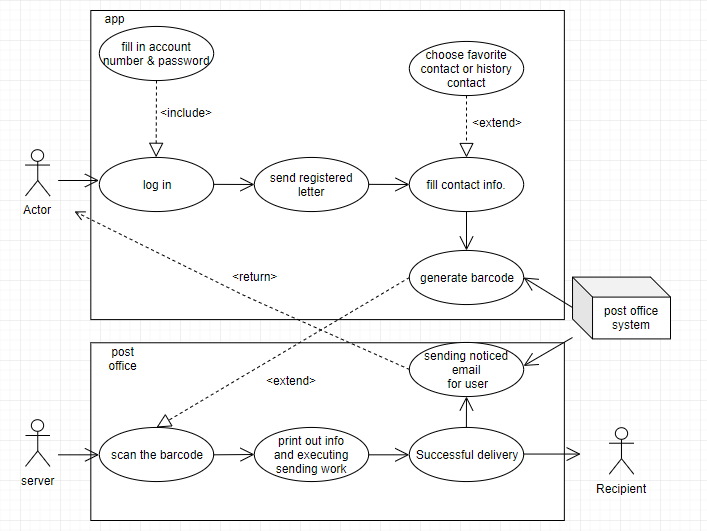 app
fill in account
number & password
choose favorite
contact or history
contact
<include>
<extend>
log in
send registered
letter
fill contact info.
Actor
<return>
generate barcode
post office
system
post
office
sending noticed
email
for user
<extend>
scan the barcode
print out info
and executing
sending work
Successful delivery
server
Recipient